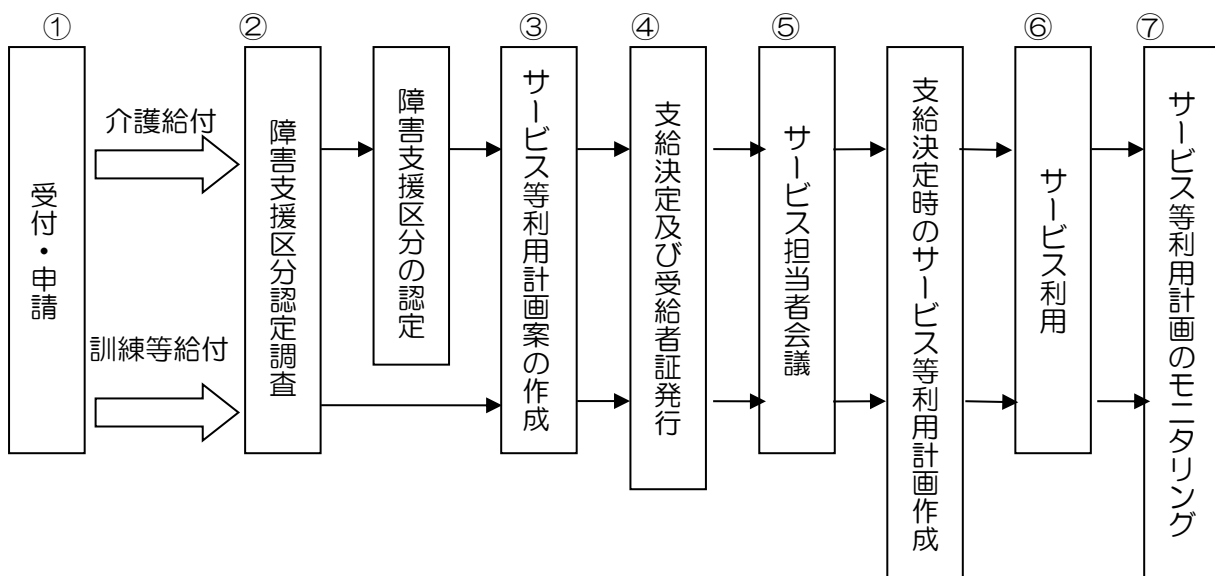 ①
受付・申請
介護給付
訓練等給付
②
障害支援区分認定調査
障害支援区分の認定
③
サービス等利用計画案の作成
④
支給決定及び受給者証発行
⑤
サービス担当者会議
支給決定時のサービス等利用計画作成
⑥
サービス利用
⑦
サービス等利用計画のモニタリング